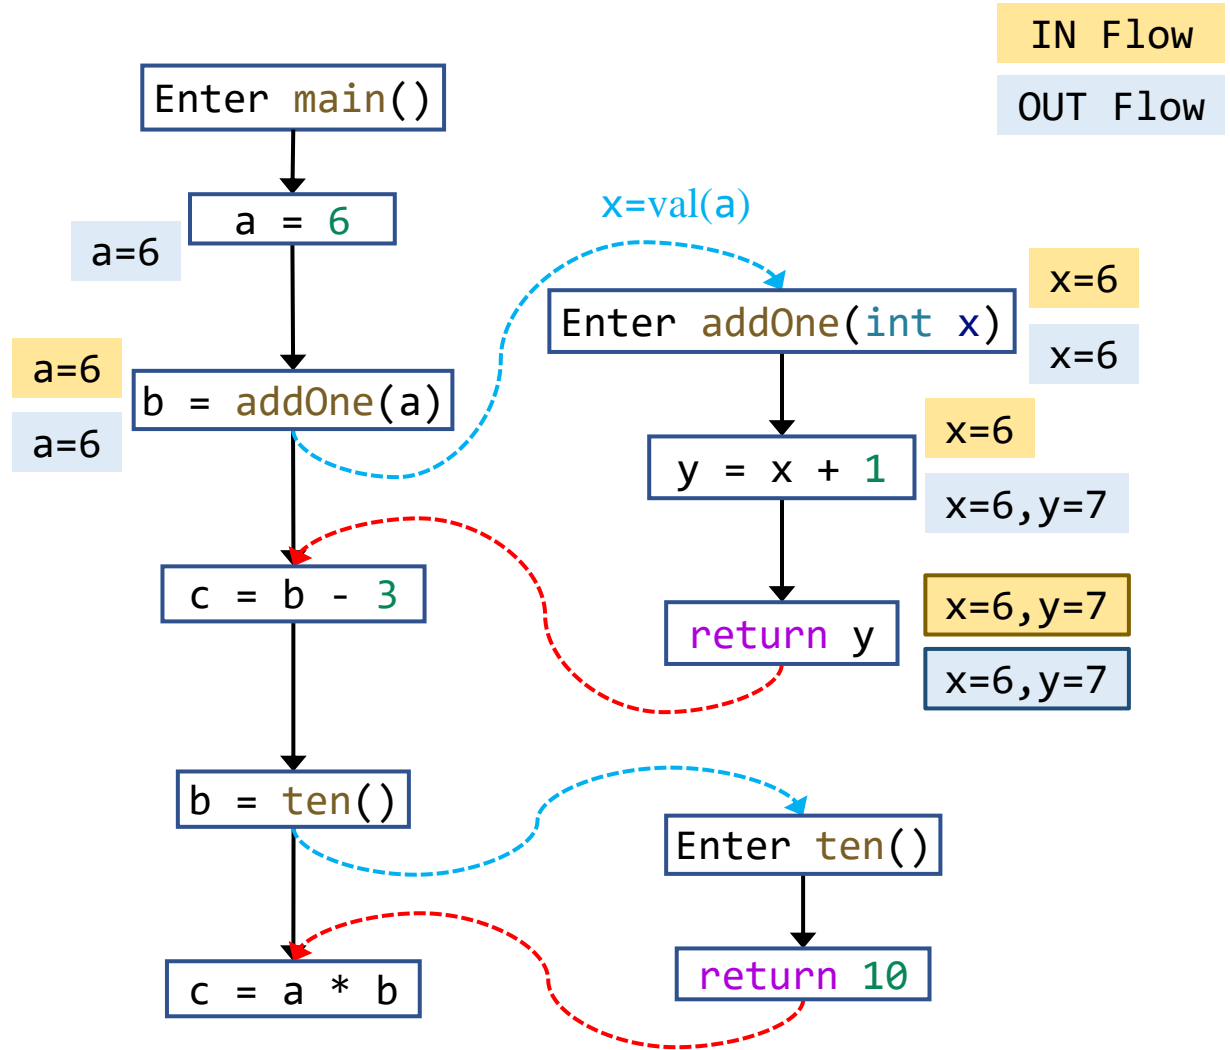 IN Flow
OUT Flow
Enter main()
a = 6
a=6
x=val(a)
a=6
b = addOne(a)
a=6
Enter addOne(int x)
x=6
x=6
y = x + 1
x=6
x=6,y=7
c = b - 3
return y
x=6,y=7
x=6,y=7
b = ten()
Enter ten()
return 10
c = a * b